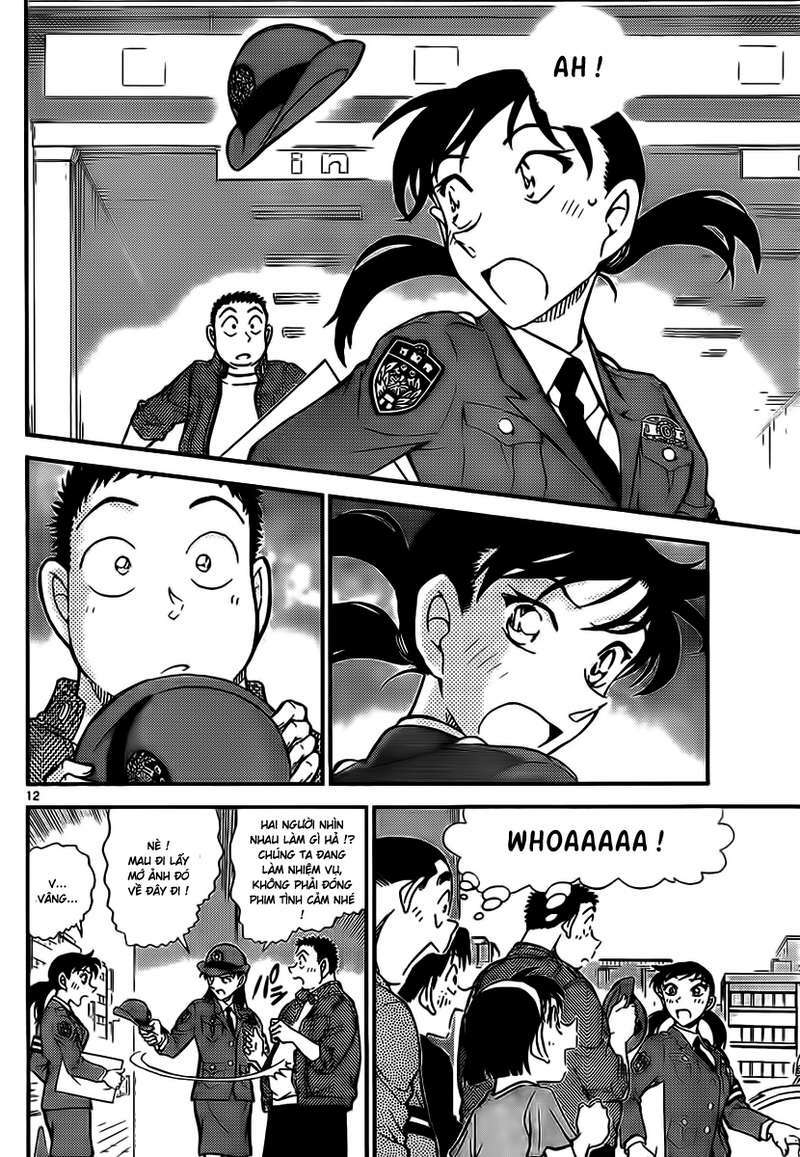 AH !
in
12
WHOAAAAA !
HAI NGƯỜI NHÌN
NHAU LÀM GÌ HẢ !?
CHÚNG TA ĐANG
LÀM NHIỆM VỤ,
KHÔNG PHẢI ĐÓNG
PHIM TÌNH CẢM NHÉ
!
NÈ !
MAU ĐI LẤY
MỚ ẢNH ĐÓ
VỀ ĐÂY ĐI !
V...
VÂNG...